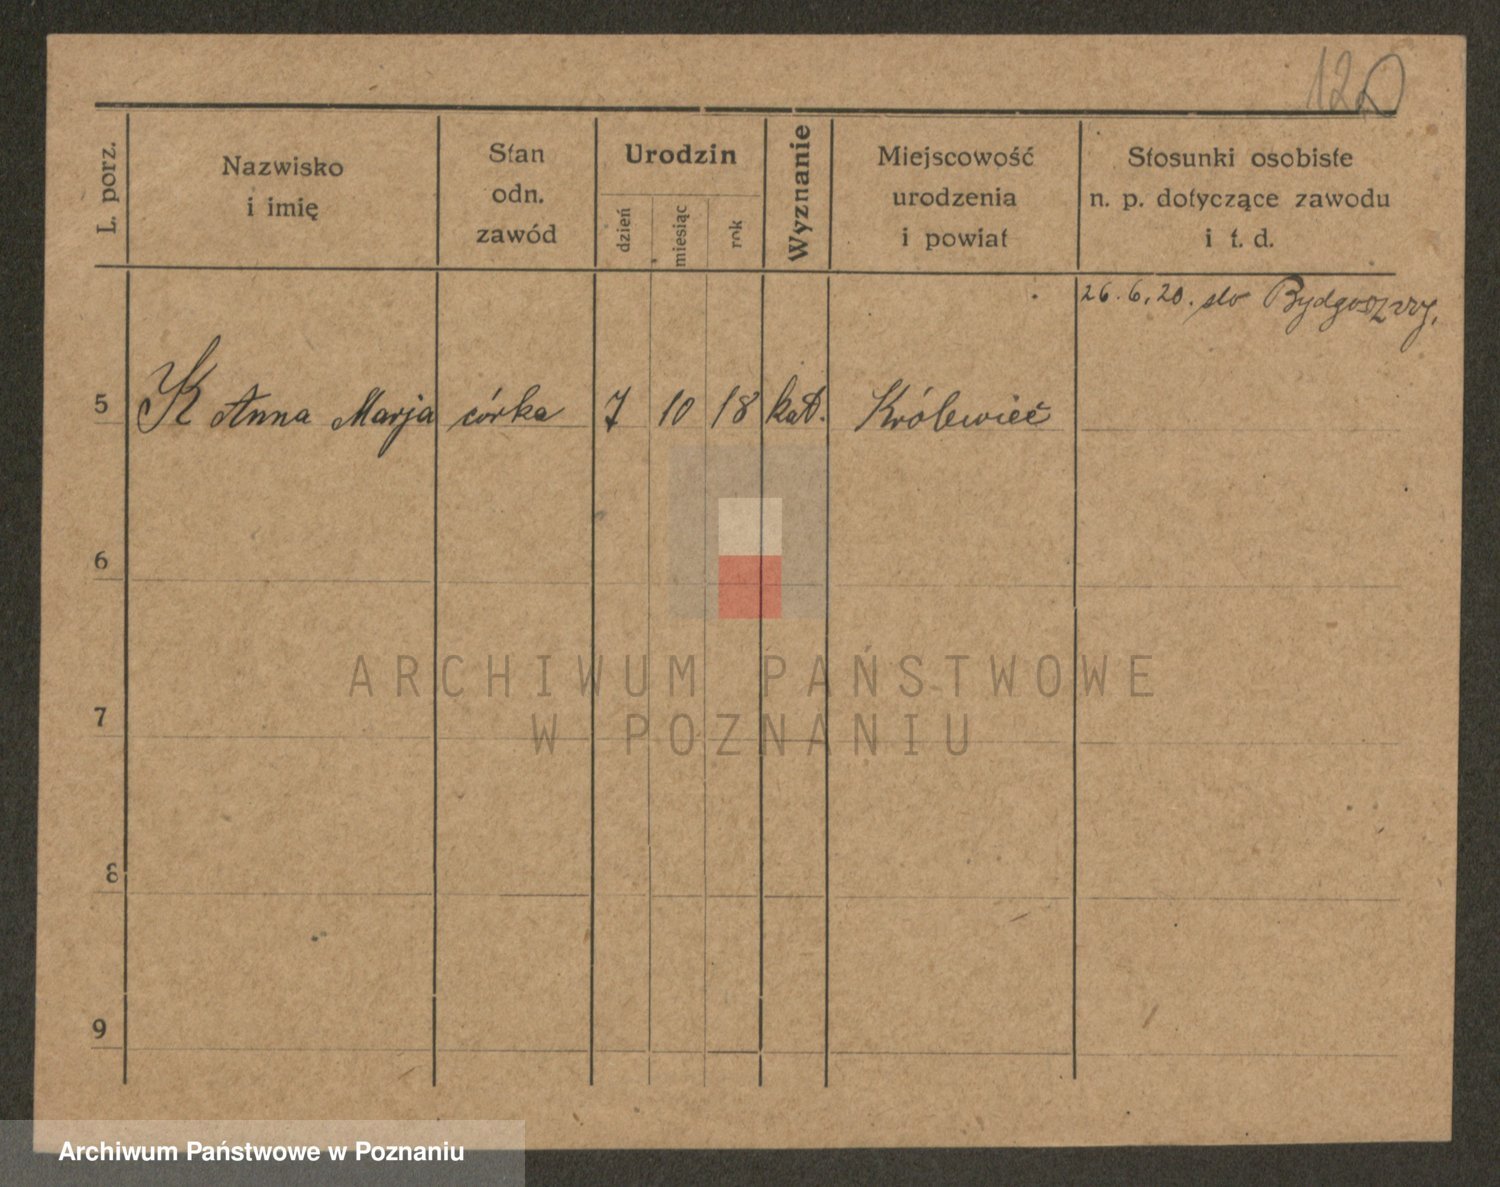 120
L. porz.
Nazwisko
i imię
Stan
odn.
zawód
Urodzin
dzień
miesiąc
rok
Wyznanie
Miejscowość
urodzenia
i powiat
Stosunki osobiste
n. p. dotyczące zawodu
i t. d.
26.6.20. do Bydgoszczy.
5 K Anna Marja córka 7 10 18 kat. Królewieć
6
7
8
9
ARCHIWUM PAŃSTWOWE
W POZNANIU
Archiwum Państwowe w Poznaniu